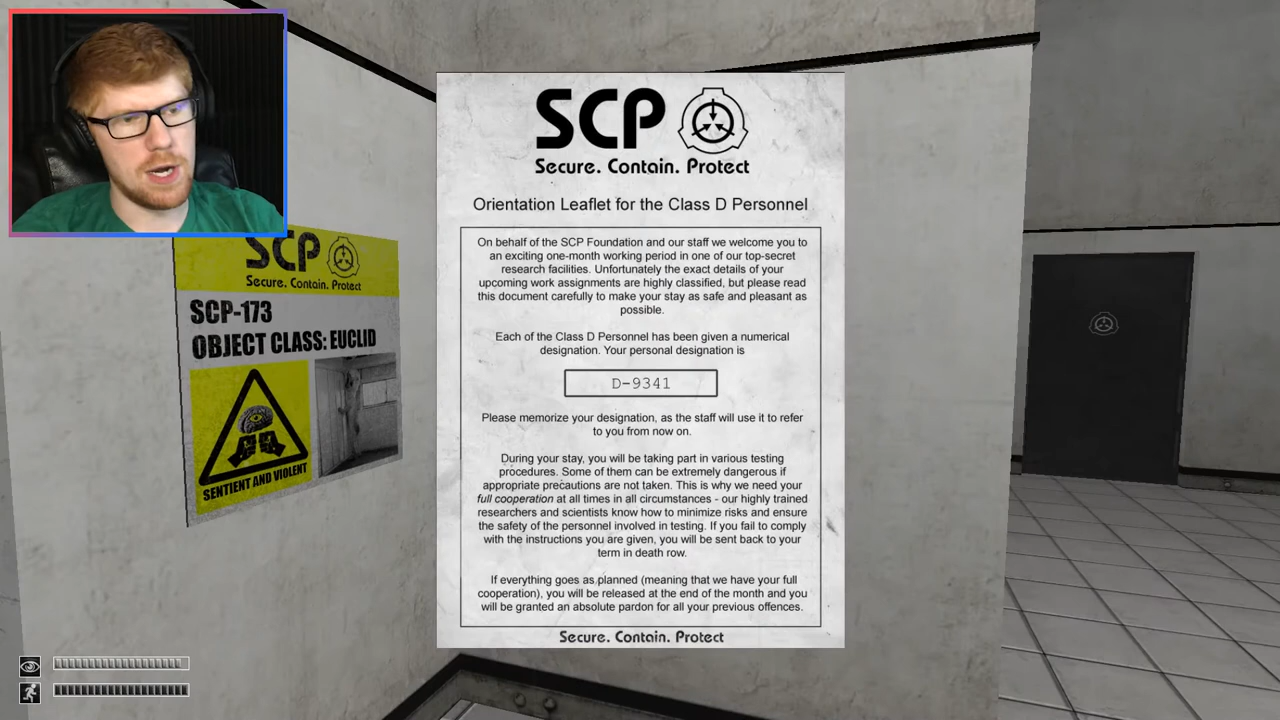 SCP
Secure. Contain. Protect
Orientation Leaflet for the Class D Personnel
On behalf of the SCP Foundation and our staff we welcome you to
an exciting one-month working period in one of our top-secret
research facilities. Unfortunately the exact details of your
upcoming work assignments are highly classified, but please read
this document carefully to make your stay as safe and pleasant as
possible.
Each of the Class D Personnel has been given a numerical
designation. Your personal designation is
D-9341
Please memorize your designation, as the staff will use it to refer
to you from now on.
During your stay, you will be taking part in various testing
procedures. Some of them can be extremely dangerous if
appropriate precautions are not taken. This is why we need your
full cooperation at all times in all circumstances - our highly trained
researchers and scientists know how to minimize risks and ensure
the safety of the personnel involved in testing. If you fail to comply
with the instructions you are given, you will be sent back to your
term in death row.
If everything goes as planned (meaning that we have your full
cooperation), you will be released at the end of the month and you
will be granted an absolute pardon for all your previous offences.
Secure. Contain. Protect
SCP
Secure. Contain. Protect
SCP-173
OBJECT CLASS: EUCLID
SENTIENT AND VIOLENT